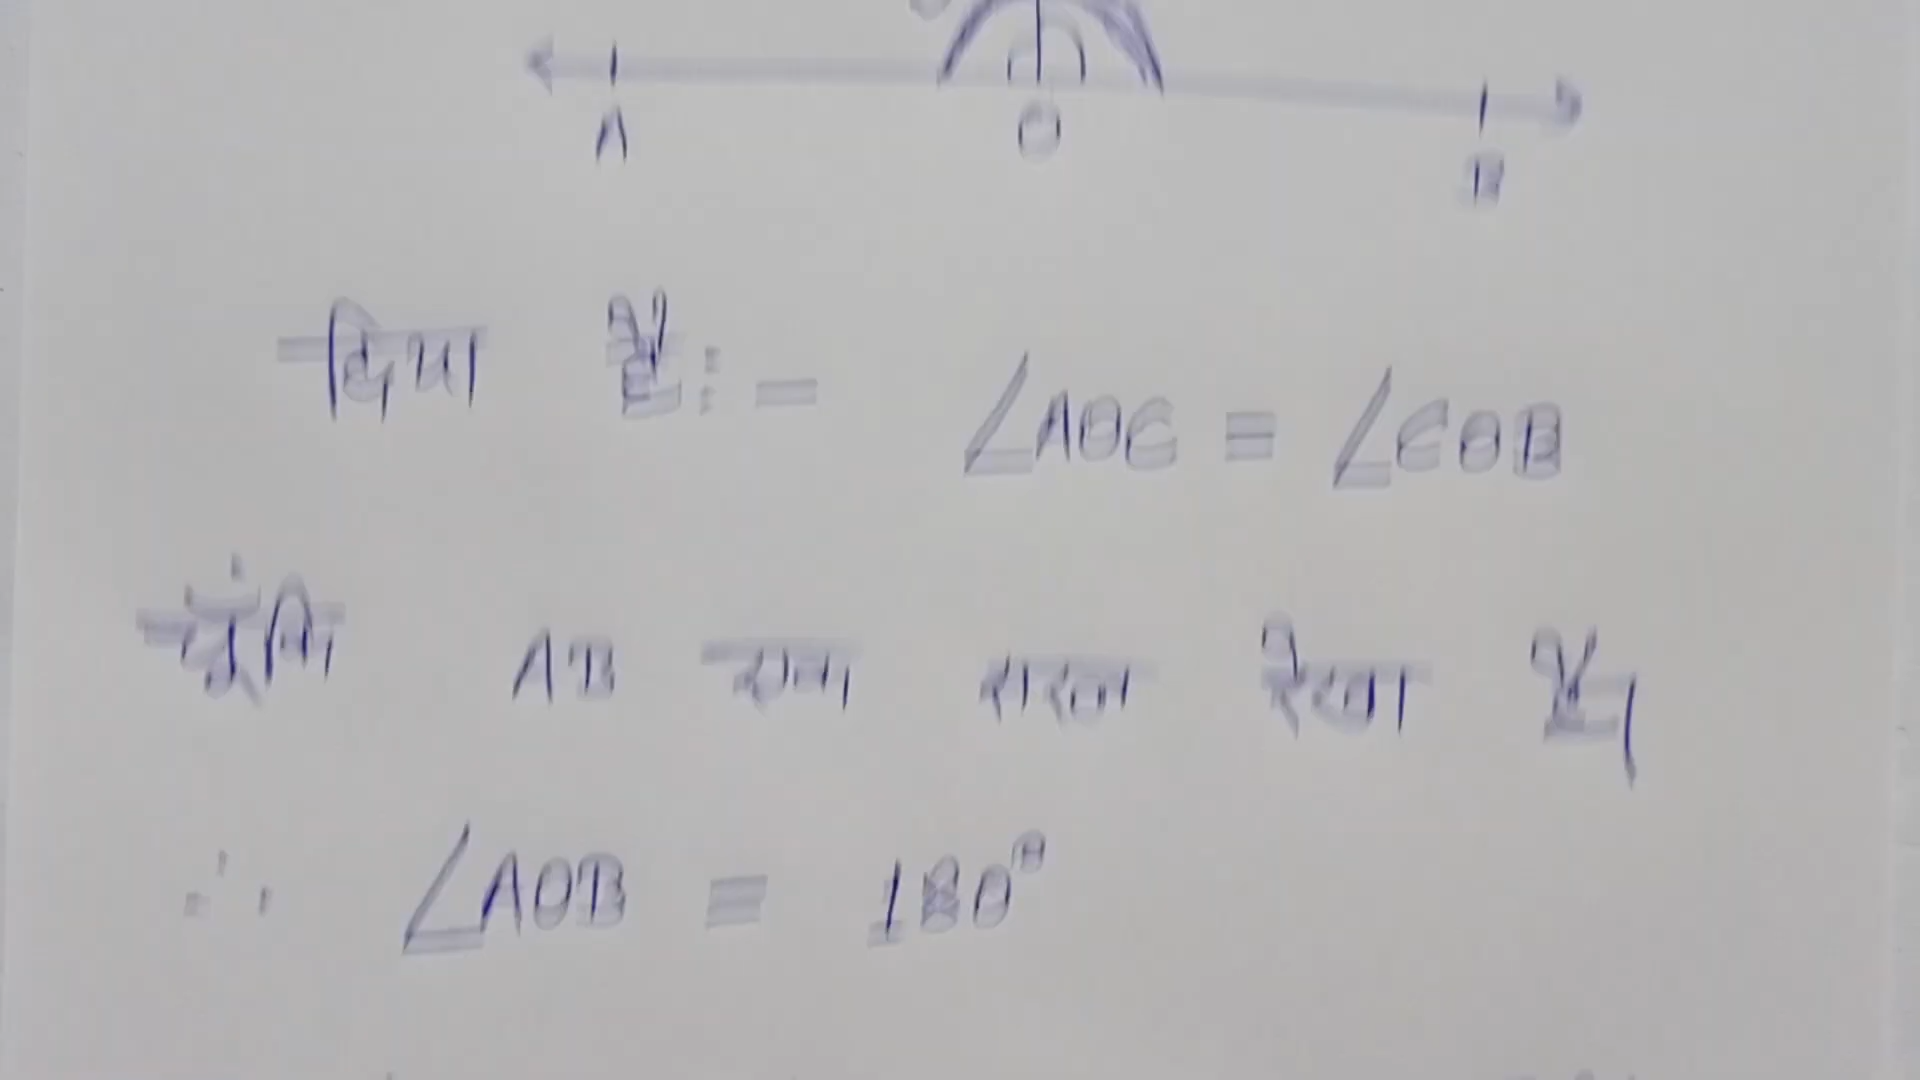 A O B
दिया है :- ∠AOC = ∠COB
चूंकि AB एक सरल रेखा है।
∴ ∠AOB = 180°